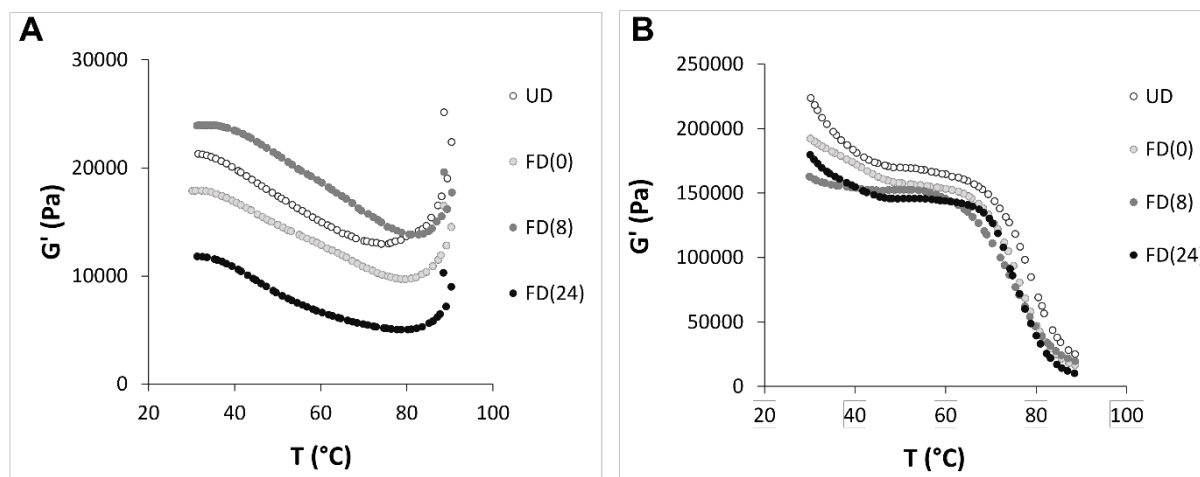 A
30000
20000
10000
0
G' (Pa)
20 40 60 80 100
T (°C)
UD
FD(0)
FD(8)
FD(24)
B
250000
200000
150000
100000
50000
0
G' (Pa)
20 40 60 80 100
T (°C)
UD
FD(0)
FD(8)
FD(24)